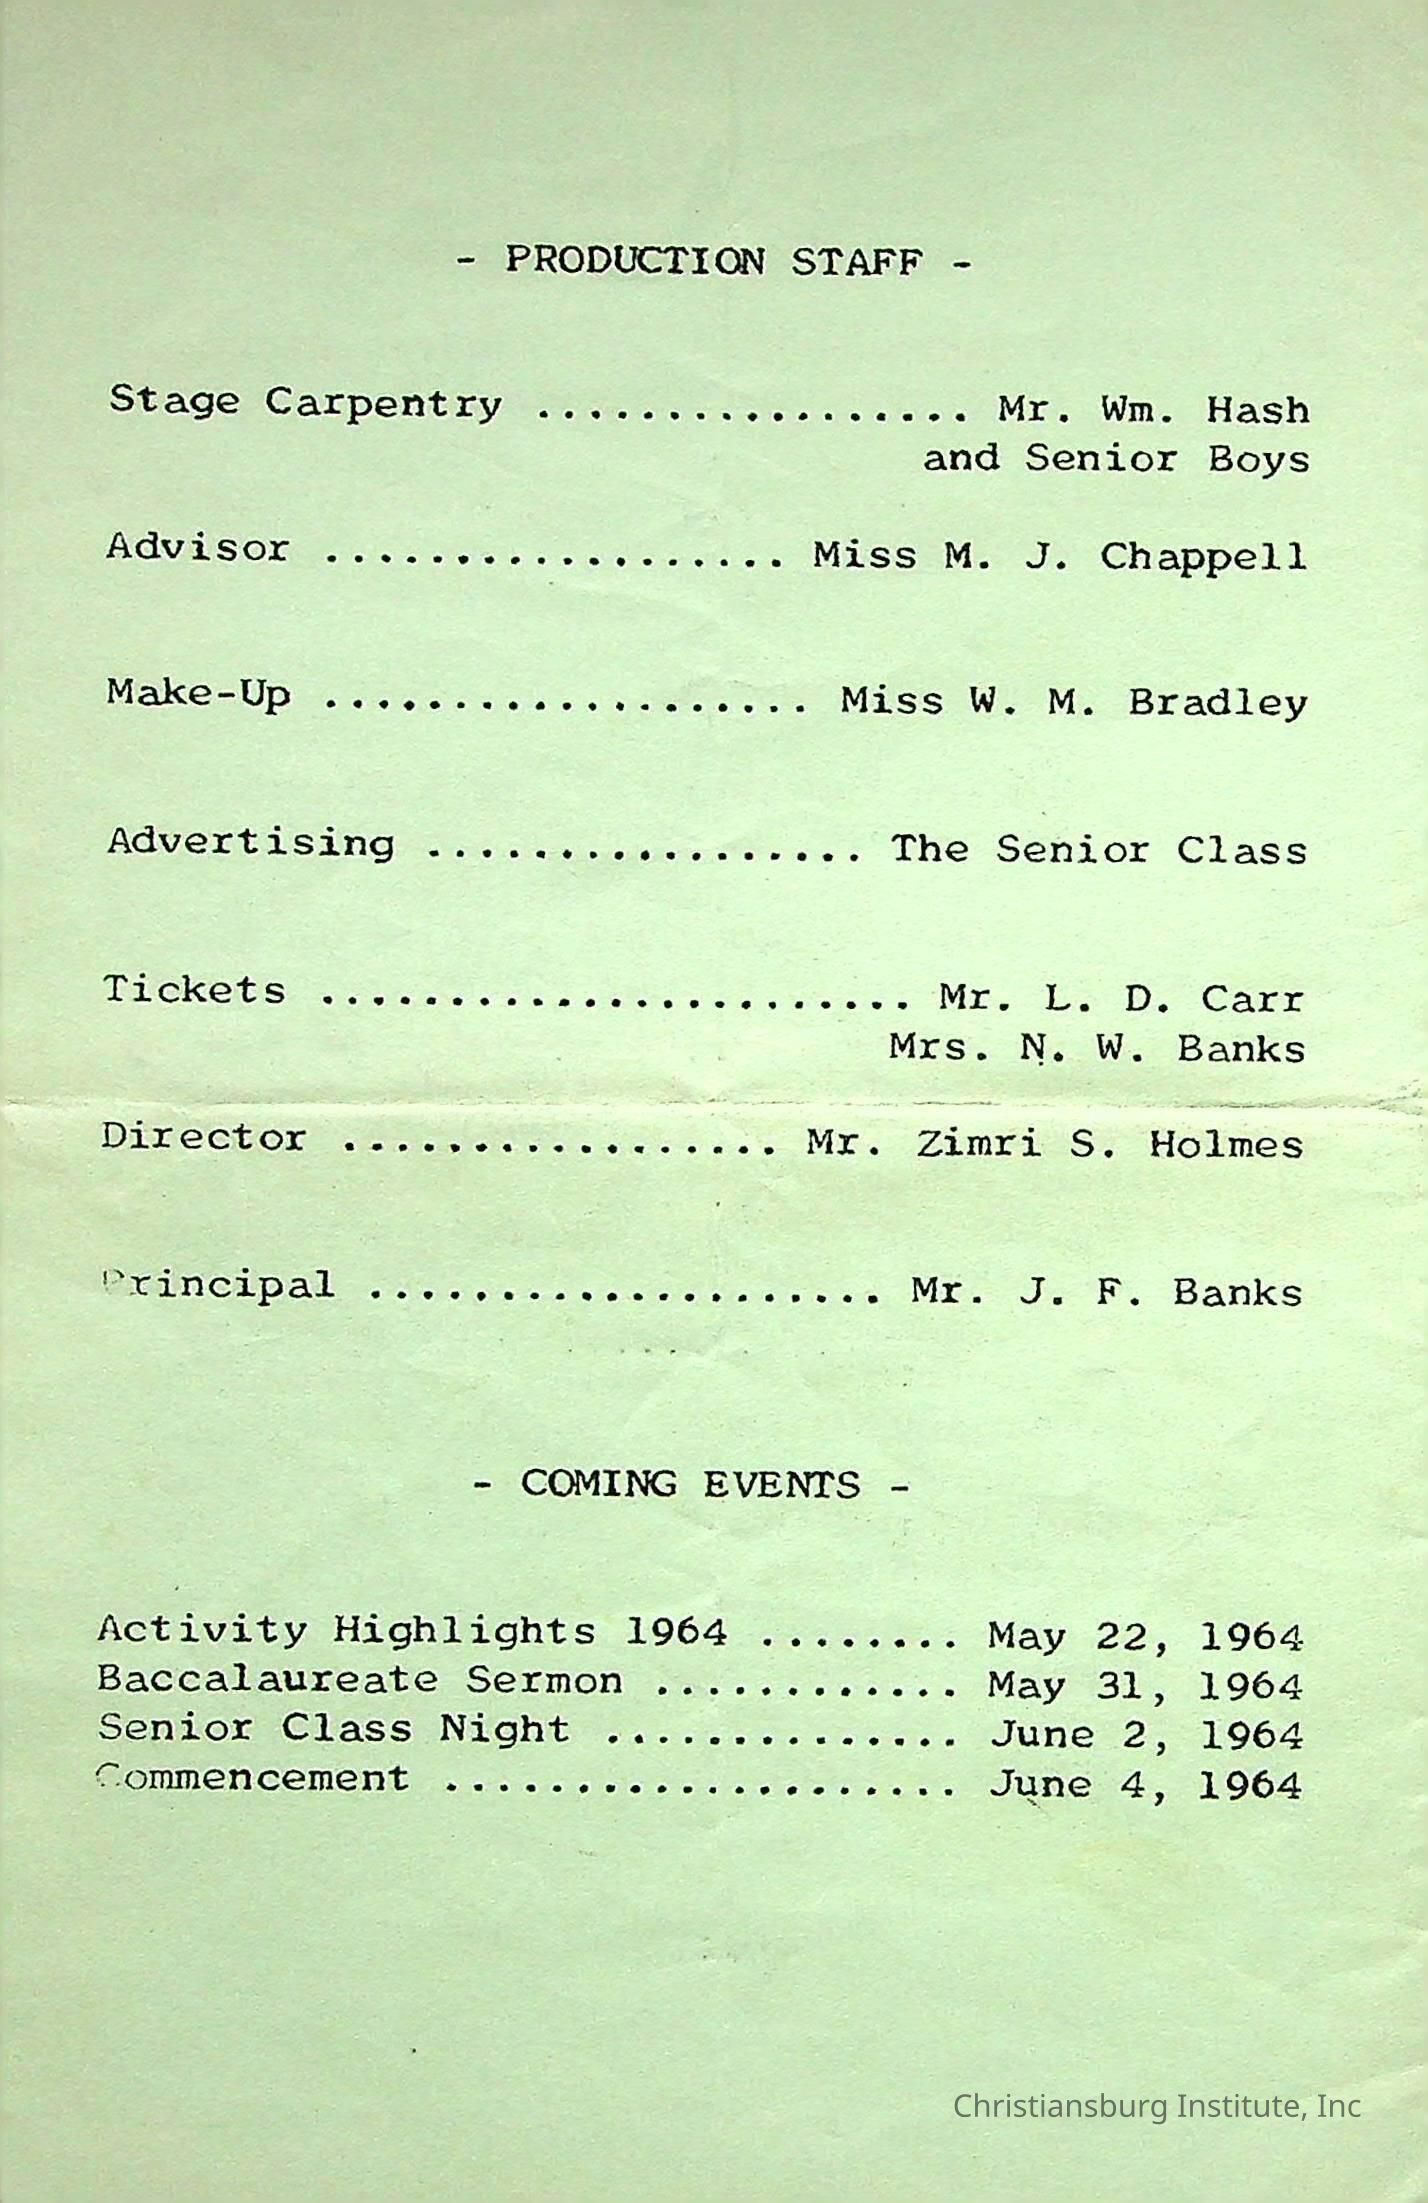 - PRODUCTION STAFF -
Stage Carpentry ................. Mr. Wm. Hash
and Senior Boys
Advisor .................. Miss M. J. Chappell
Make-Up ................... Miss W. M. Bradley
Advertising ................. The Senior Class
Tickets ....................... Mr. L. D. Carr
Mrs. N. W. Banks
Director ................. Mr. Zimri S. Holmes
Principal .................... Mr. J. F. Banks
- COMING EVENTS -
Activity Highlights 1964 ........ May 22, 1964
Baccalaureate Sermon ............ May 31, 1964
Senior Class Night .............. June 2, 1964
Commencement .................... June 4, 1964
Christiansburg Institute, Inc